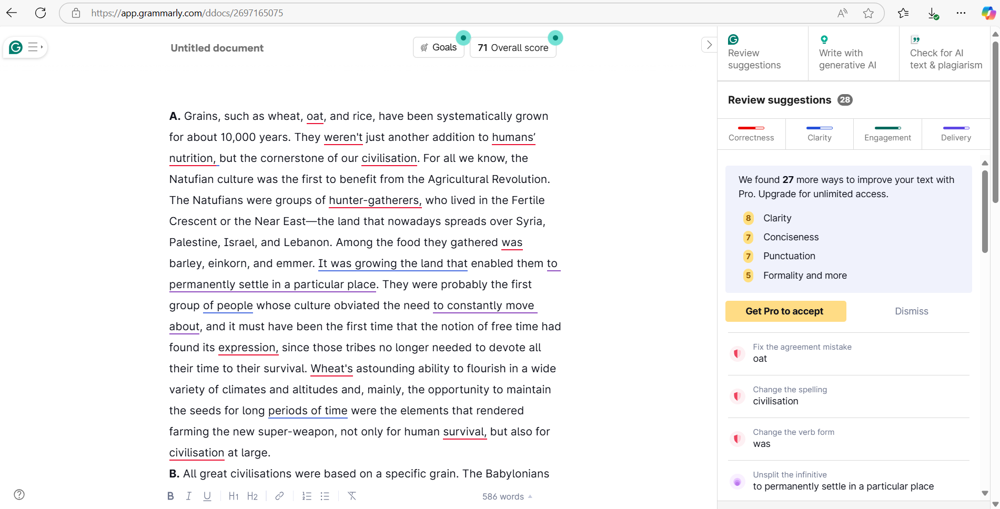 https://app.grammarly.com/ddocs/2697165075
Untitled document
Goals
71 Overall score
Review suggestions
Write with generative AI
Check for AI text & plagiarism
A. Grains, such as wheat, oat, and rice, have been systematically grown
for about 10,000 years. They weren't just another addition to humans’
nutrition, but the cornerstone of our civilisation. For all we know, the
Natufian culture was the first to benefit from the Agricultural Revolution.
The Natufians were groups of hunter-gatherers, who lived in the Fertile
Crescent or the Near East—the land that nowadays spreads over Syria,
Palestine, Israel, and Lebanon. Among the food they gathered was
barley, einkorn, and emmer. It was growing the land that enabled them to
permanently settle in a particular place. They were probably the first
group of people whose culture obviated the need to constantly move
about, and it must have been the first time that the notion of free time had
found its expression, since those tribes no longer needed to devote all
their time to their survival. Wheat's astounding ability to flourish in a wide
variety of climates and altitudes and, mainly, the opportunity to maintain
the seeds for long periods of time were the elements that rendered
farming the new super-weapon, not only for human survival, but also for
civilisation at large.
B. All great civilisations were based on a specific grain. The Babylonians
B I U H1 H2
586 words
Review suggestions 28
Correctness
Clarity
Engagement
Delivery
We found 27 more ways to improve your text with
Pro. Upgrade for unlimited access.
8 Clarity
7 Conciseness
7 Punctuation
5 Formality and more
Get Pro to accept
Dismiss
Fix the agreement mistake
oat
Change the spelling
civilisation
Change the verb form
was
Unsplit the infinitive
to permanently settle in a particular place